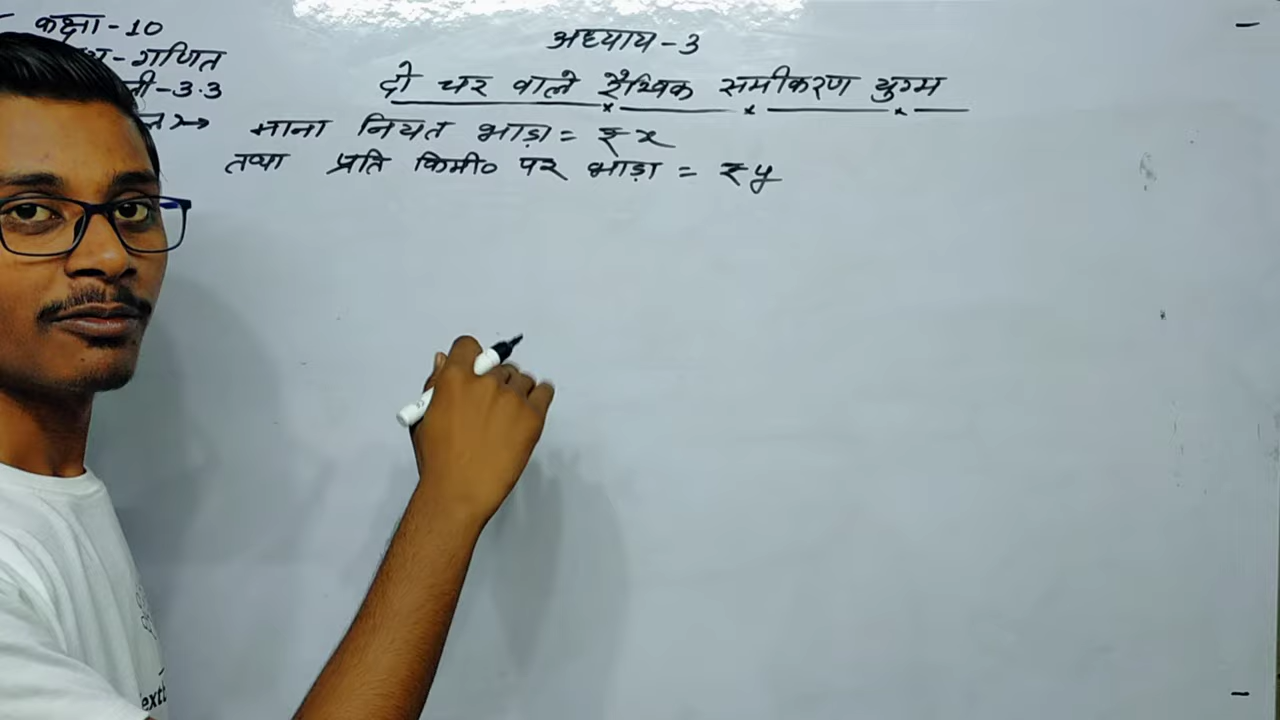 कक्षा-10
अध्याय-3
गणित
3.3
दो चर वाले रैखिक समीकरण युग्म
माना नियत भाड़ा = ₹ x
तथा प्रति किमी० पर भाड़ा = ₹ y